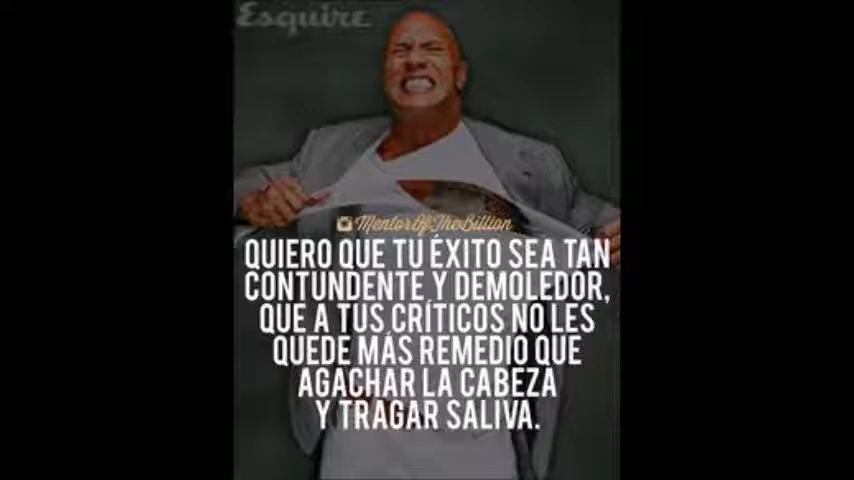 Esquire
MentorOfTheBillion
QUIERO QUE TU ÉXITO SEA TAN
CONTUNDENTE Y DEMOLEDOR,
QUE A TUS CRÍTICOS NO LES
QUEDE MÁS REMEDIO QUE
AGACHAR LA CABEZA
Y TRAGAR SALIVA.